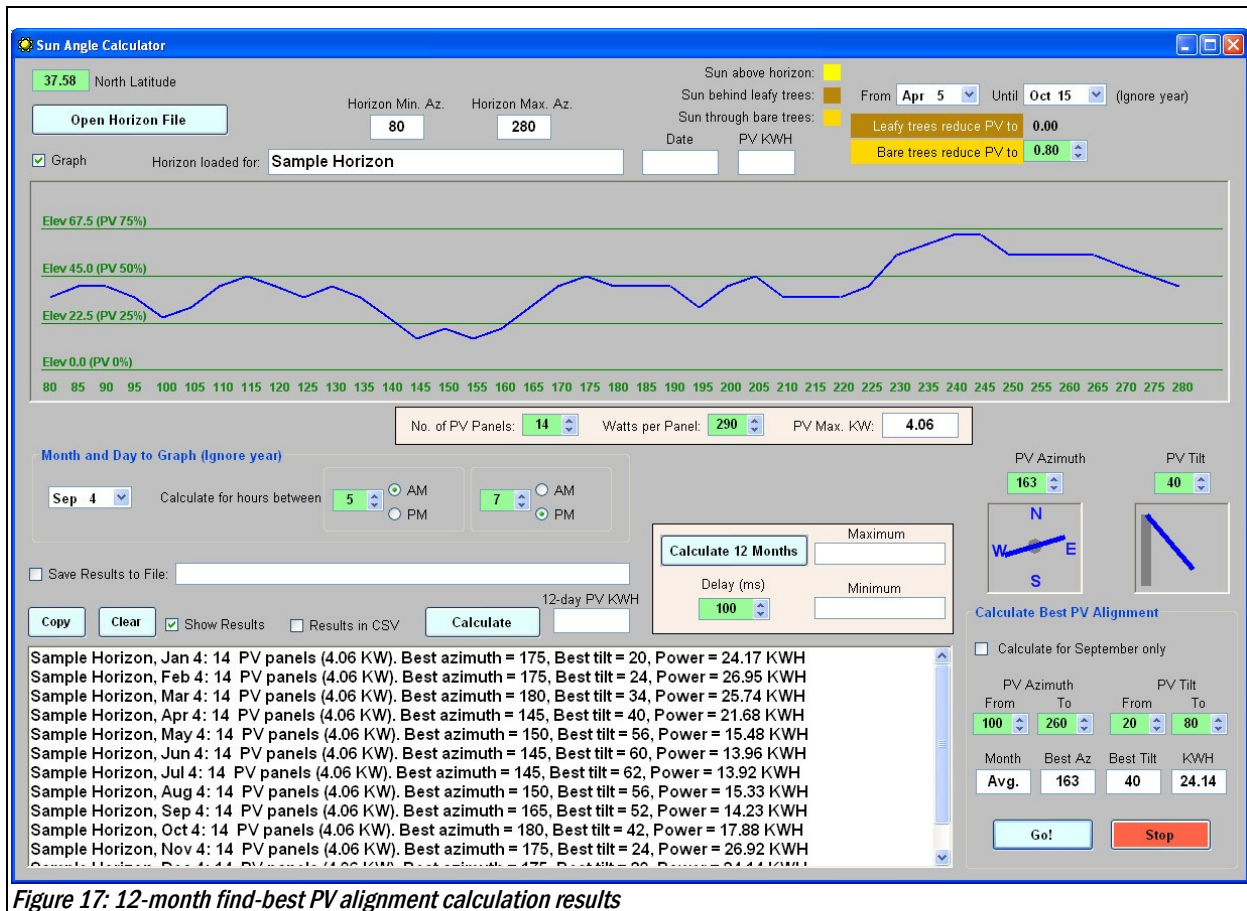 Sun Angle Calculator
37.58 North Latitude
Open Horizon File
Horizon Min. Az. Horizon Max. Az.
80 280
Sun above horizon:
Sun behind leafy trees:
Sun through bare trees:
From Apr 5 Until Oct 15 (Ignore year)
Leafy trees reduce PV to 0.00
Bare trees reduce PV to 0.80
Date PV KWH
Graph Horizon loaded for: Sample Horizon
Elev 67.5 (PV 75%)
Elev 45.0 (PV 50%)
Elev 22.5 (PV 25%)
Elev 0.0 (PV 0%)
80 85 90 95 100 105 110 115 120 125 130 135 140 145 150 155 160 165 170 175 180 185 190 195 200 205 210 215 220 225 230 235 240 245 250 255 260 265 270 275 280
No. of PV Panels: 14 Watts per Panel: 290 PV Max. KW: 4.06
Month and Day to Graph (Ignore year)
Sep 4 Calculate for hours between 5 AM PM 7 AM PM
PV Azimuth PV Tilt
163 40
N
W E
S
Calculate 12 Months Maximum
Delay (ms) Minimum
100
Save Results to File:
12-day PV KWH
Copy Clear Show Results Results in CSV Calculate
Sample Horizon, Jan 4: 14 PV panels (4.06 KW). Best azimuth = 175, Best tilt = 20, Power = 24.17 KWH
Sample Horizon, Feb 4: 14 PV panels (4.06 KW). Best azimuth = 175, Best tilt = 24, Power = 26.95 KWH
Sample Horizon, Mar 4: 14 PV panels (4.06 KW). Best azimuth = 180, Best tilt = 34, Power = 25.74 KWH
Sample Horizon, Apr 4: 14 PV panels (4.06 KW). Best azimuth = 145, Best tilt = 40, Power = 21.68 KWH
Sample Horizon, May 4: 14 PV panels (4.06 KW). Best azimuth = 150, Best tilt = 56, Power = 15.48 KWH
Sample Horizon, Jun 4: 14 PV panels (4.06 KW). Best azimuth = 145, Best tilt = 60, Power = 13.96 KWH
Sample Horizon, Jul 4: 14 PV panels (4.06 KW). Best azimuth = 145, Best tilt = 62, Power = 13.92 KWH
Sample Horizon, Aug 4: 14 PV panels (4.06 KW). Best azimuth = 150, Best tilt = 56, Power = 15.33 KWH
Sample Horizon, Sep 4: 14 PV panels (4.06 KW). Best azimuth = 165, Best tilt = 52, Power = 14.23 KWH
Sample Horizon, Oct 4: 14 PV panels (4.06 KW). Best azimuth = 180, Best tilt = 42, Power = 17.88 KWH
Sample Horizon, Nov 4: 14 PV panels (4.06 KW). Best azimuth = 175, Best tilt = 24, Power = 26.92 KWH
Calculate Best PV Alignment
Calculate for September only
PV Azimuth PV Tilt
From To From To
100 260 20 80
Month Best Az Best Tilt KWH
Avg. 163 40 24.14
Go! Stop
Figure 17: 12-month find-best PV alignment calculation results